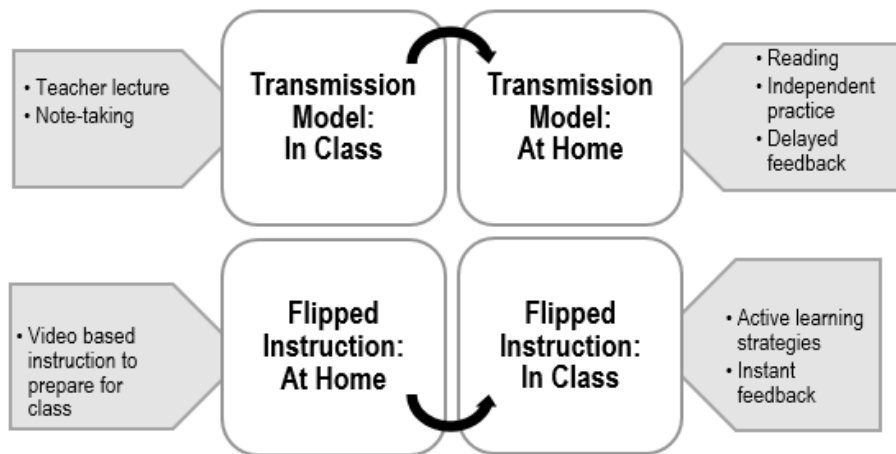 • Teacher lecture
• Note-taking
Transmission
Model:
In Class
Transmission
Model:
At Home
• Reading
• Independent
practice
• Delayed
feedback
• Video based
instruction to
prepare for
class
Flipped
Instruction:
At Home
Flipped
Instruction:
In Class
• Active learning
strategies
• Instant
feedback